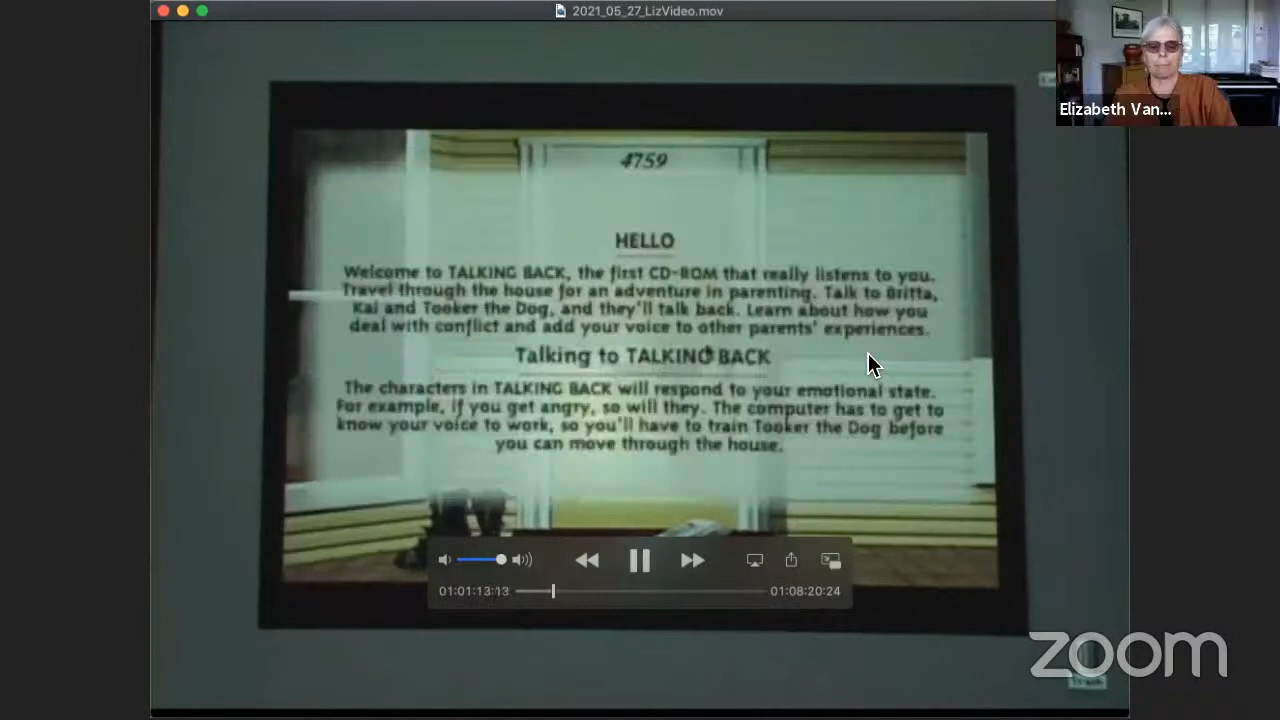 2021_05_27_LizVideo.mov
Elizabeth Van...
4759
HELLO
Welcome to TALKING BACK, the first CD-ROM that really listens to you.
Travel through the house for an adventure in parenting. Talk to Britta,
Kai and Tooker the Dog, and they'll talk back. Learn about how you
deal with conflict and add your voice to other parents' experiences.
Talking to TALKING BACK
The characters in TALKING BACK will respond to your emotional state.
For example, if you get angry, so will they. The computer has to get to
know your voice to work, so you'll have to train Tooker the Dog before
you can move through the house.
01:01:13:13
01:08:20:24
zoom